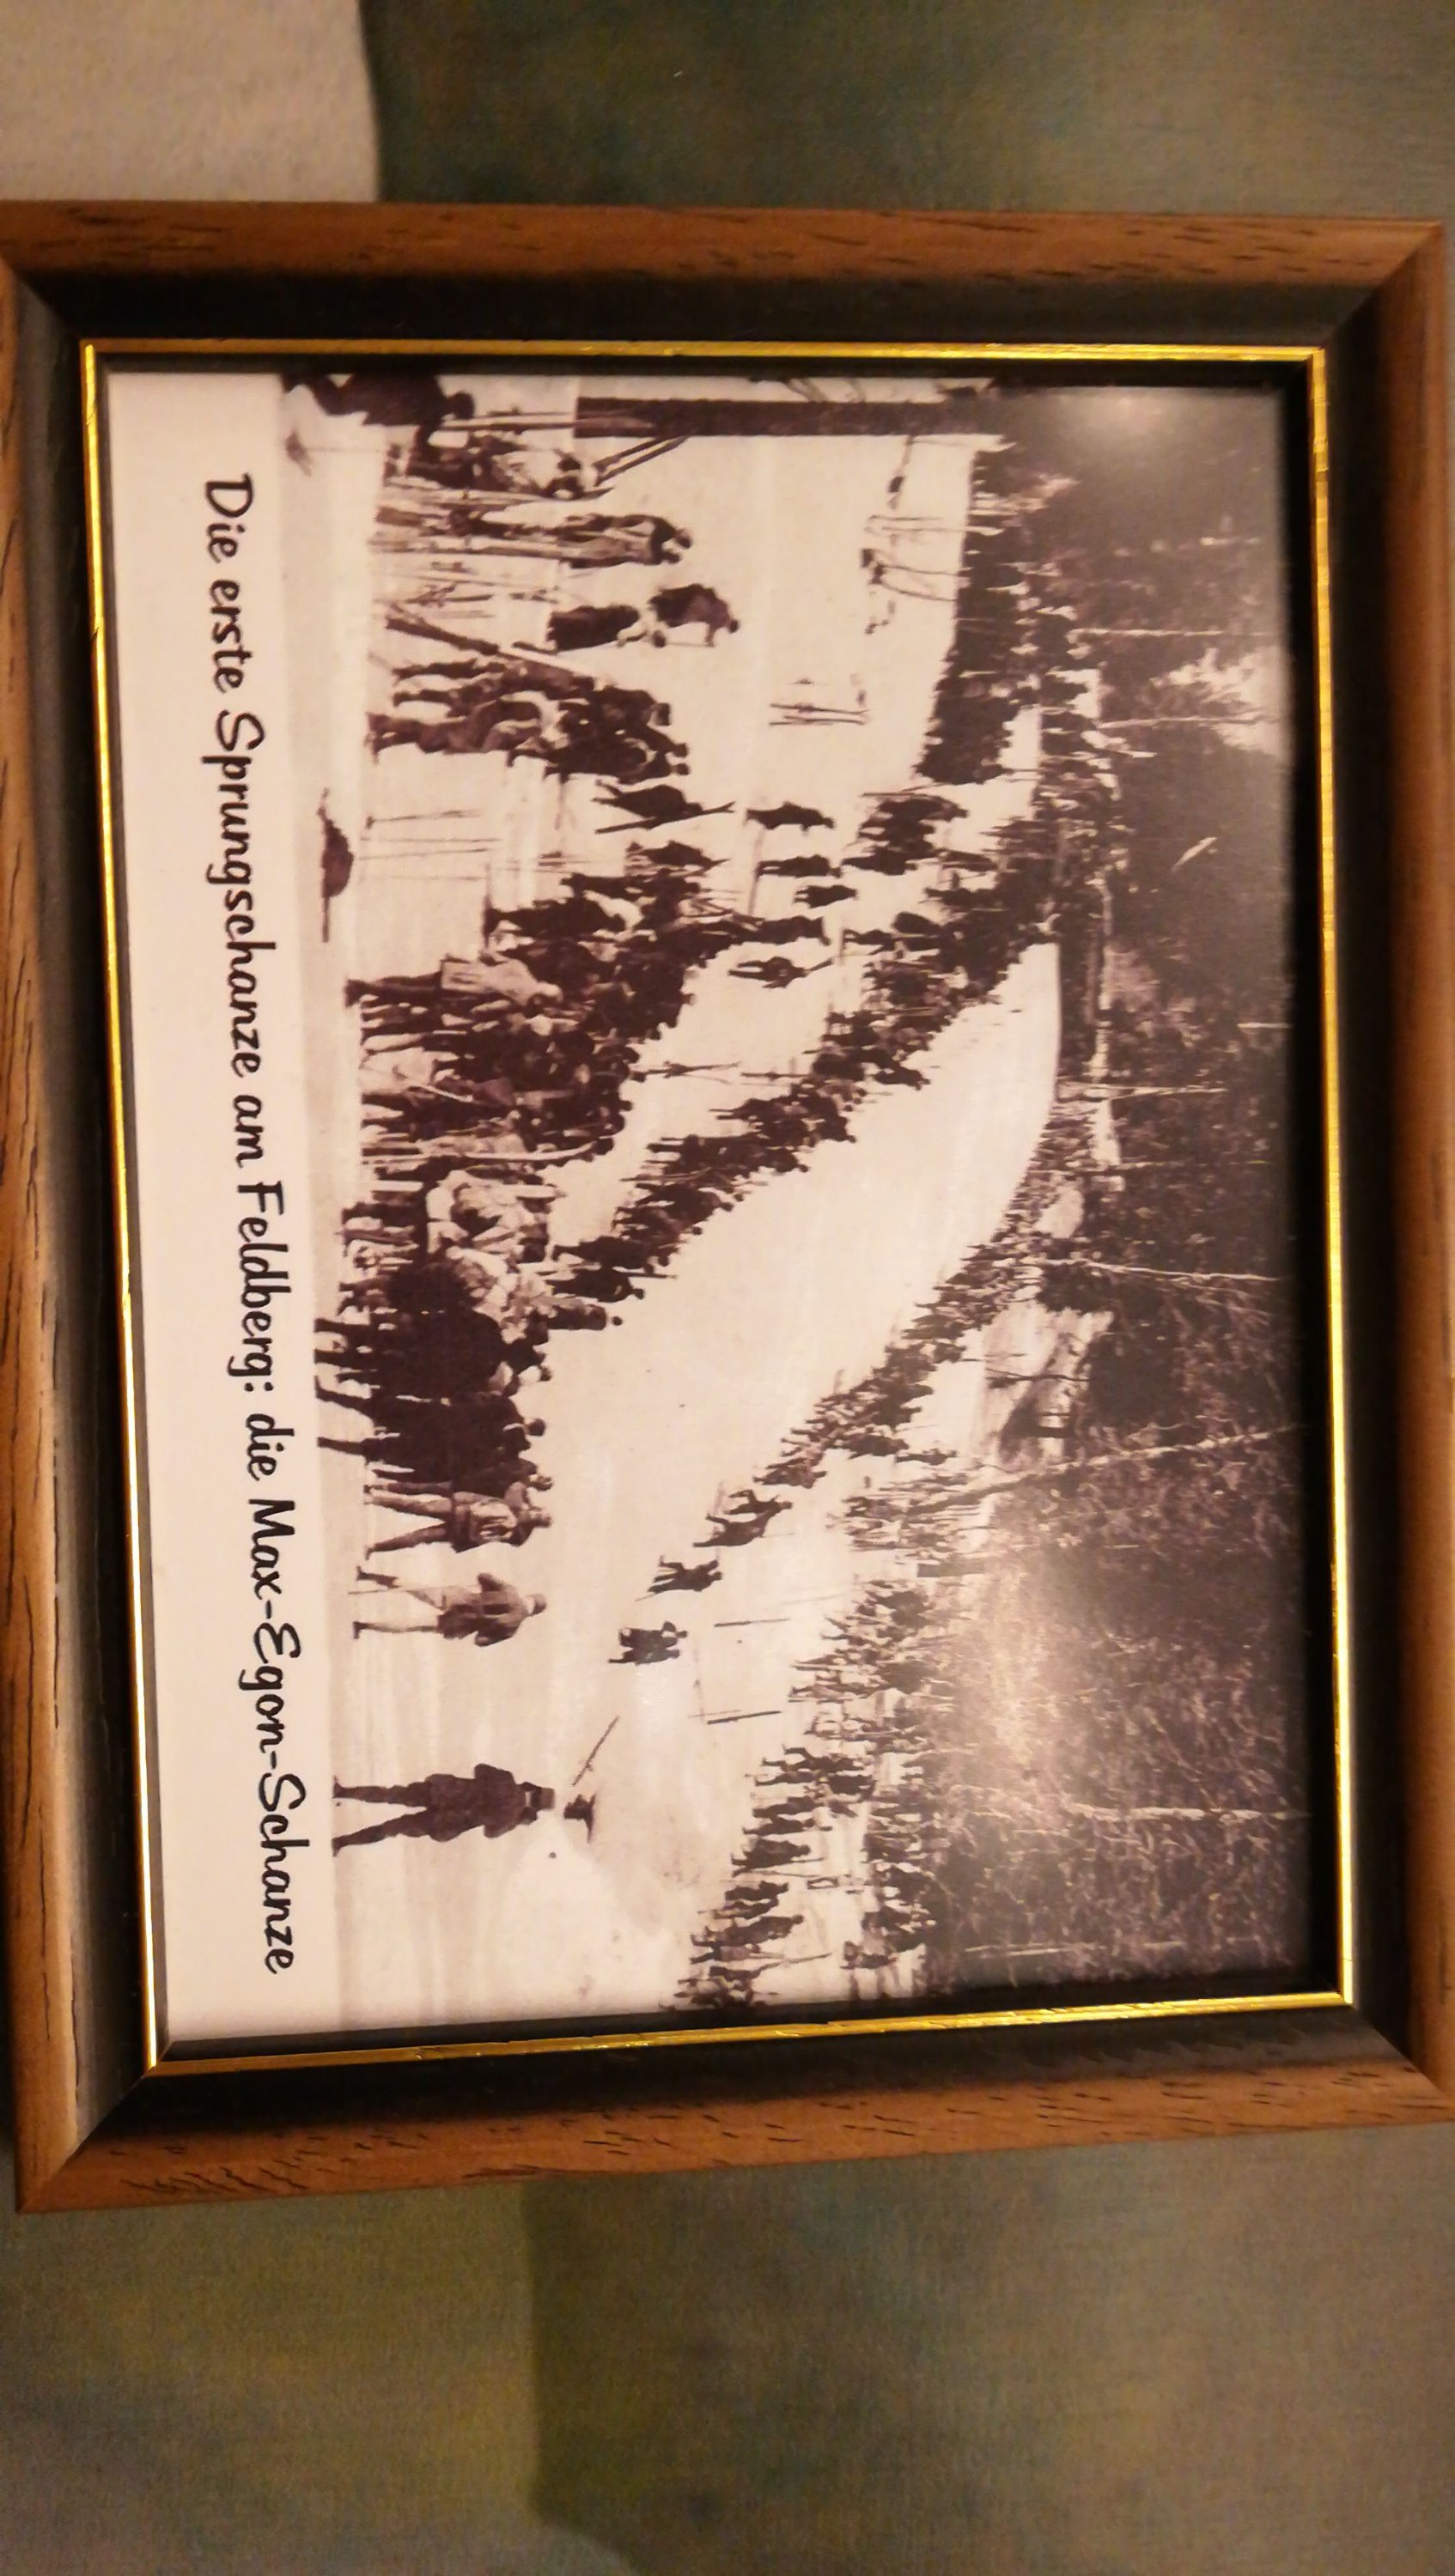 Die erste Sprungschanze am Feldberg: die Max-Egon-Schanze